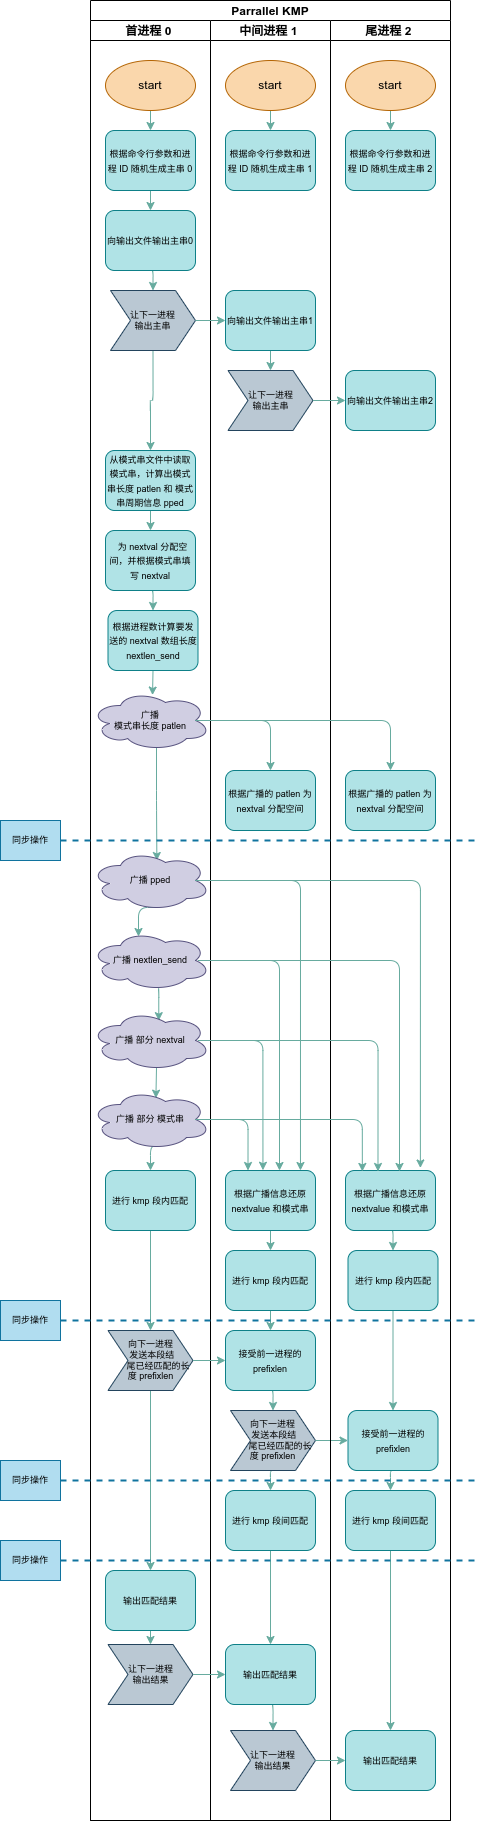 Parrallel KMP
首进程 0
中间进程 1
尾进程 2
start
start
start
根据命令行参数和进
程 ID 随机生成主串 0
根据命令行参数和进
程 ID 随机生成主串 1
根据命令行参数和进
程 ID 随机生成主串 2
向输出文件输出主串0
让下一进程
输出主串
向输出文件输出主串1
让下一进程
输出主串
向输出文件输出主串2
从模式串文件中读取
模式串，计算出模式
串长度 patlen 和 模式
串周期信息 pped
为 nextval 分配空
间，并根据模式串填
写 nextval
根据进程数计算要发
送的 nextval 数组长度
nextlen_send
广播
模式串长度 patlen
根据广播的 patlen 为
nextval 分配空间
根据广播的 patlen 为
nextval 分配空间
同步操作
广播 pped
广播 nextlen_send
广播 部分 nextval
广播 部分 模式串
进行 kmp 段内匹配
根据广播信息还原
nextvalue 和模式串
根据广播信息还原
nextvalue 和模式串
进行 kmp 段内匹配
进行 kmp 段内匹配
同步操作
向下一进程
发送本段结
尾已经匹配的长
度 prefixlen
接受前一进程的
prefixlen
向下一进程
发送本段结
尾已经匹配的长
度 prefixlen
接受前一进程的
prefixlen
同步操作
进行 kmp 段间匹配
进行 kmp 段间匹配
同步操作
输出匹配结果
让下一进程
输出结果
输出匹配结果
让下一进程
输出结果
输出匹配结果